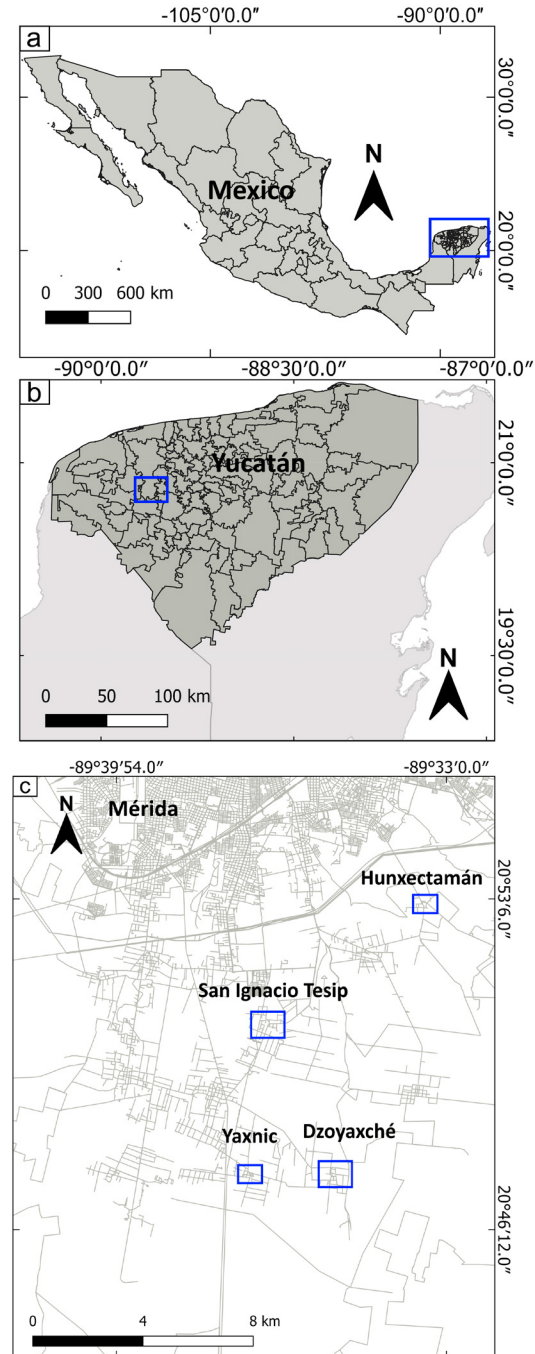 -105°0′0.0″ -90°0′0.0″
a
30°0′0.0″
N
Mexico
20°0′0.0″
0 300 600 km
-90°0′0.0″ -88°30′0.0″ -87°0′0.0″
b
Yucatán
21°0′0.0″
19°30′0.0″
N
0 50 100 km
-89°39′54.0″ -89°33′0.0″
c
N
Mérida
Hunxectamán
20°53′6.0″
San Ignacio Tesip
Yaxnic Dzoyaxché
20°46′12.0″
0 4 8 km